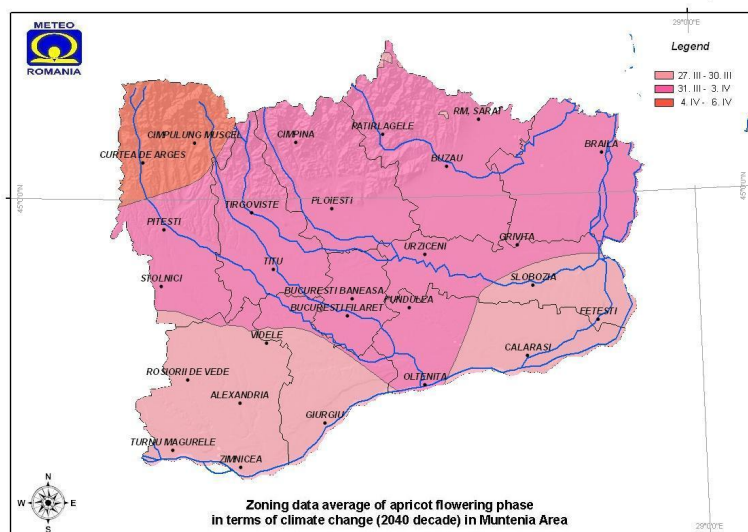 METEO
ROMANIA
29°0'0"E
Legend
27. III - 30. III
31. III - 3. IV
4. IV - 6. IV
RM. SARAT
PATIRLAGELE
CIMPULUNG MUSCEL
CIMPINA
BRAILA
CURTEA DE ARGES
BUZAU
45°0'0"N
45°0'0"N
TIRGOVISTE
PLOIESTI
PITESTI
GRIVITA
URZICENI
TITU
STOLNICI
SLOBOZIA
BUCURESTI BANEASA
FUNDULEA
BUCURESTI FILARET
FETESTI
VIDELE
CALARASI
ROSIORII DE VEDE
OLTENITA
ALEXANDRIA
GIURGIU
TURNU MAGURELE
ZIMNICEA
N
W
E
S
Zoning data average of apricot flowering phase
in terms of climate change (2040 decade) in Muntenia Area
29°0'0"E